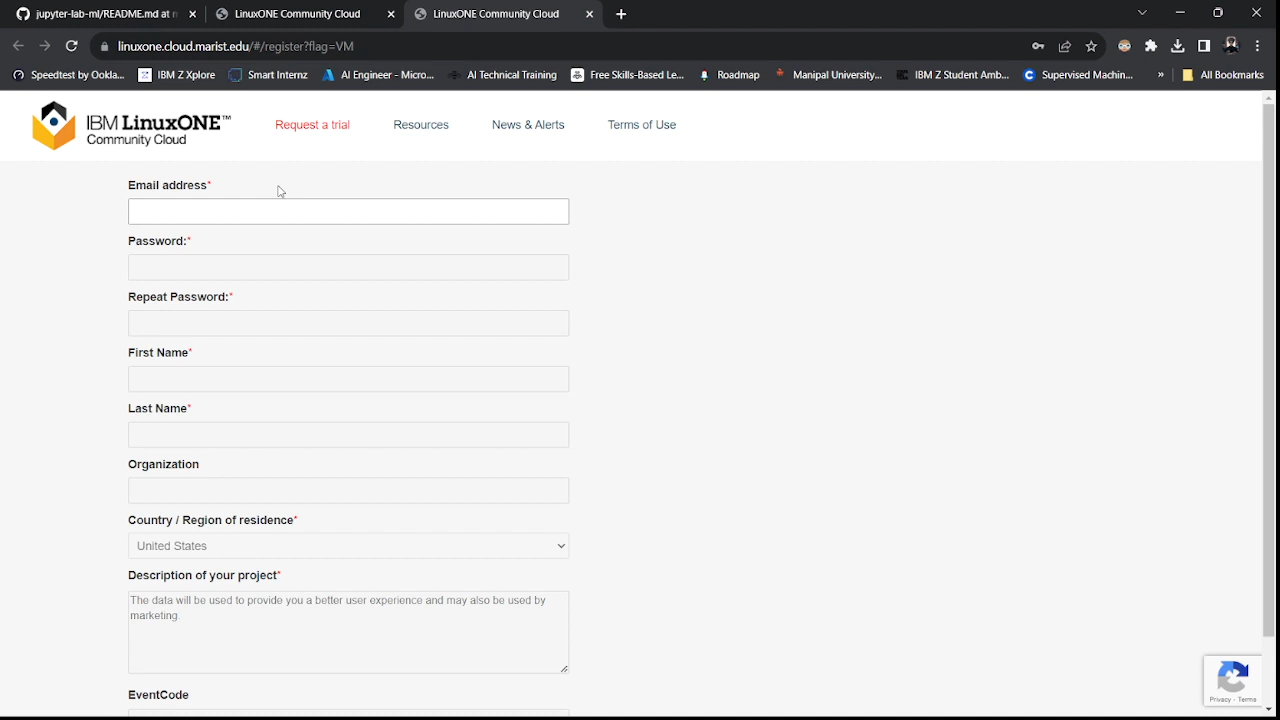 jupyter-lab-ml/README.md at n
LinuxONE Community Cloud
LinuxONE Community Cloud
linuxone.cloud.marist.edu/#/register?flag=VM
Speedtest by Ookla...
IBM Z Xplore
Smart Internz
AI Engineer - Micro...
AI Technical Training
Free Skills-Based Le...
Roadmap
Manipal University...
IBM Z Student Amb...
Supervised Machin...
»
All Bookmarks
IBM LinuxONE™
Community Cloud
Request a trial
Resources
News & Alerts
Terms of Use
Email address*
Password:*
Repeat Password:*
First Name*
Last Name*
Organization
Country / Region of residence*
United States
Description of your project*
The data will be used to provide you a better user experience and may also be used by
marketing.
EventCode
Privacy - Terms